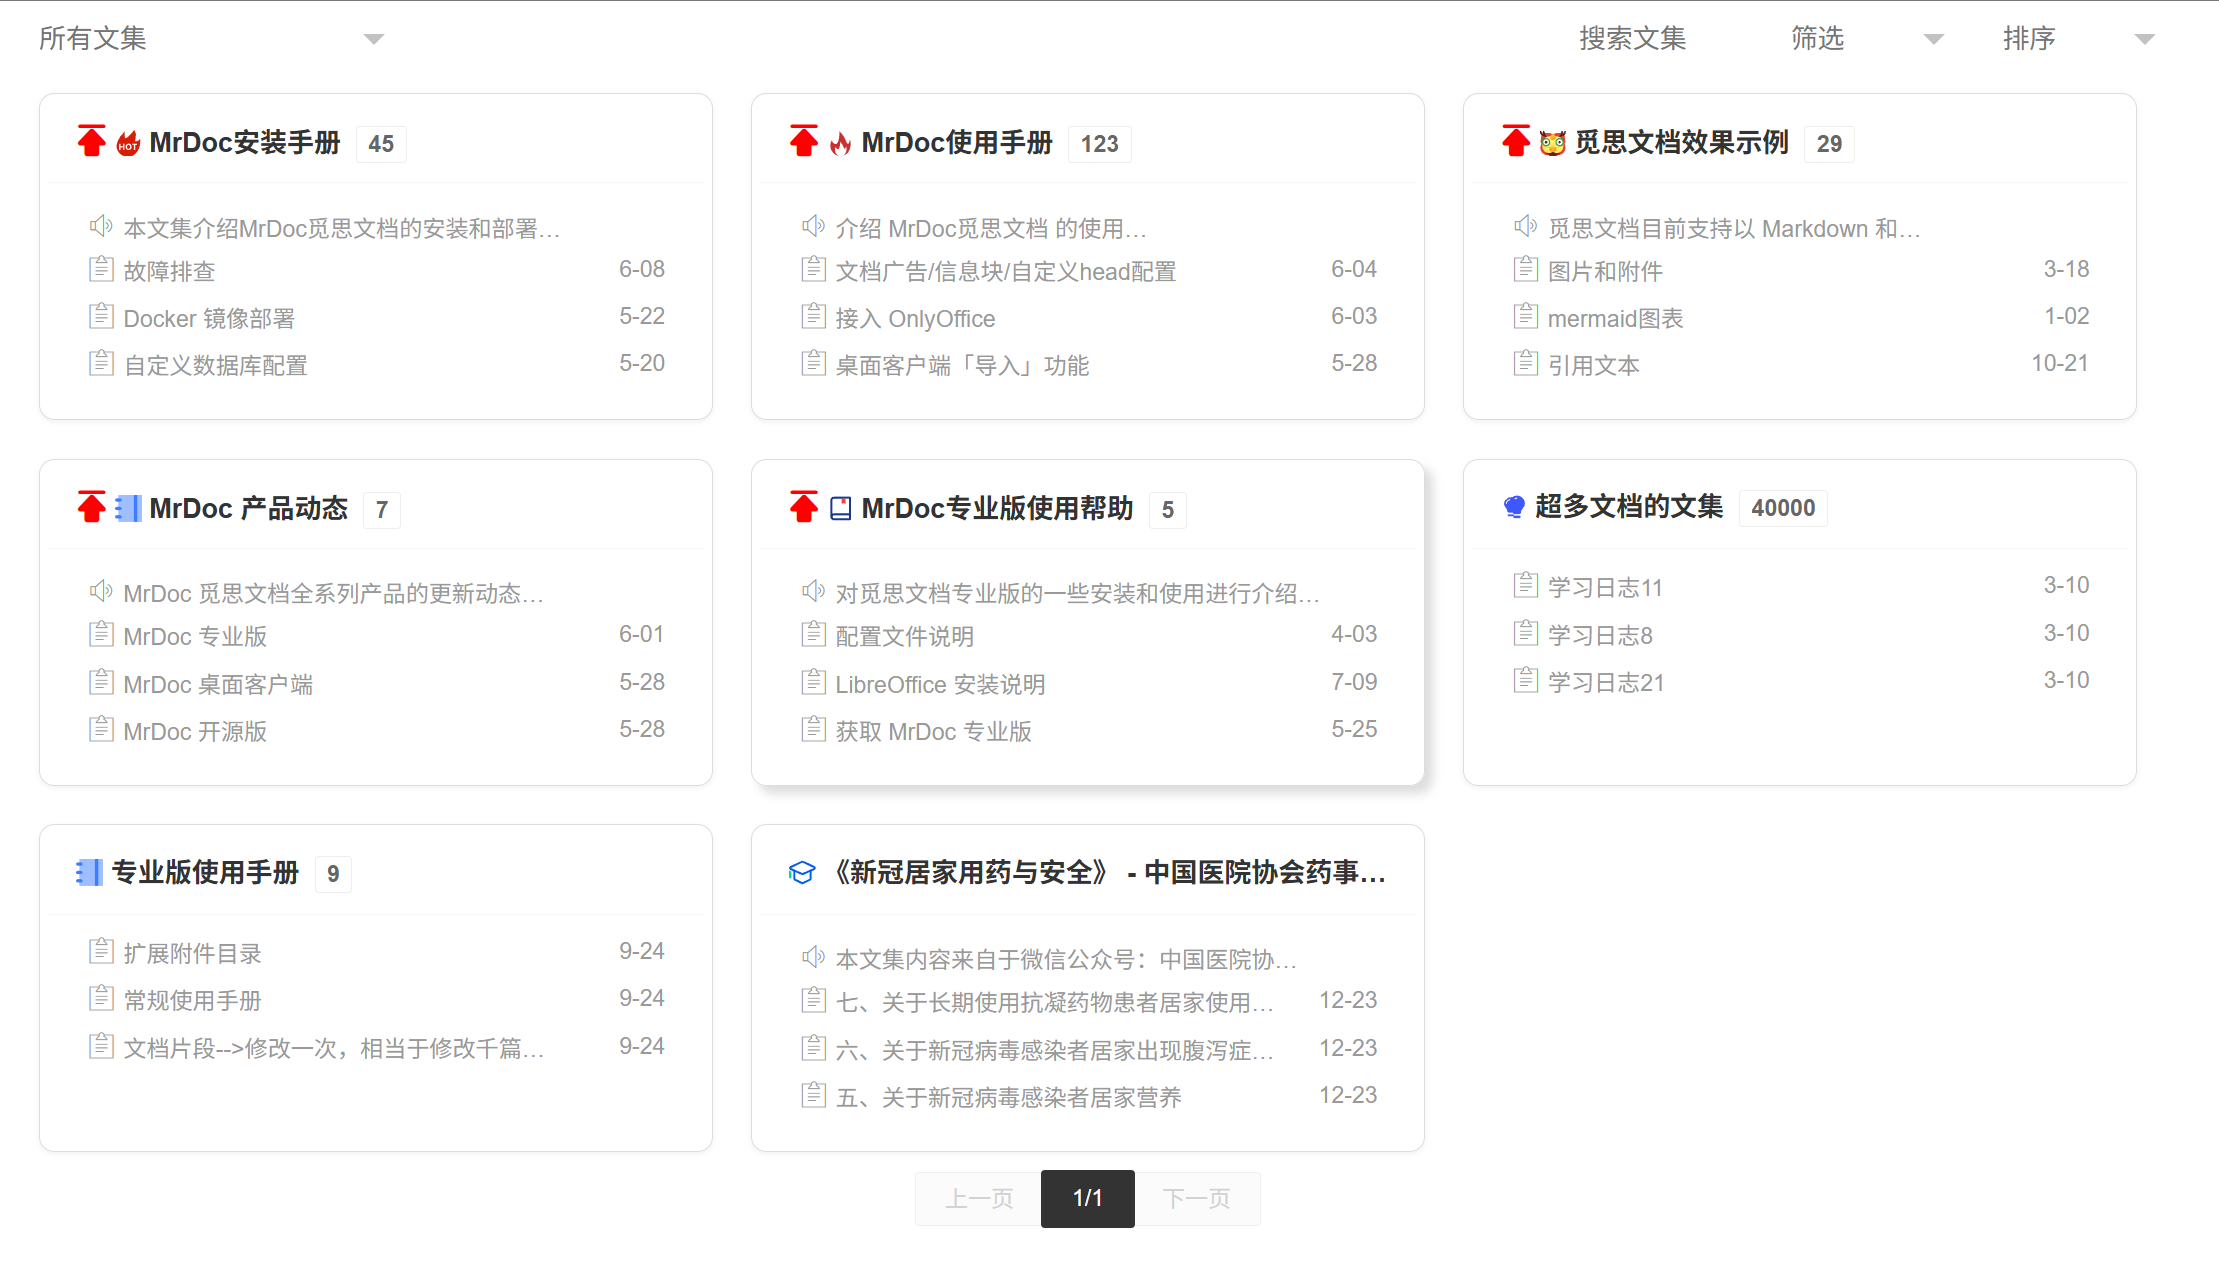 所有文集
搜索文集 筛选 排序
HOT MrDoc安装手册 45
本文集介绍MrDoc觅思文档的安装和部署…
故障排查 6-08
Docker 镜像部署 5-22
自定义数据库配置 5-20
MrDoc使用手册 123
介绍 MrDoc觅思文档 的使用…
文档广告/信息块/自定义head配置 6-04
接入 OnlyOffice 6-03
桌面客户端「导入」功能 5-28
觅思文档效果示例 29
觅思文档目前支持以 Markdown 和…
图片和附件 3-18
mermaid图表 1-02
引用文本 10-21
MrDoc 产品动态 7
MrDoc 觅思文档全系列产品的更新动态…
MrDoc 专业版 6-01
MrDoc 桌面客户端 5-28
MrDoc 开源版 5-28
MrDoc专业版使用帮助 5
对觅思文档专业版的一些安装和使用进行介绍…
配置文件说明 4-03
LibreOffice 安装说明 7-09
获取 MrDoc 专业版 5-25
超多文档的文集 40000
学习日志11 3-10
学习日志8 3-10
学习日志21 3-10
专业版使用手册 9
扩展附件目录 9-24
常规使用手册 9-24
文档片段-->修改一次，相当于修改千篇… 9-24
《新冠居家用药与安全》 - 中国医院协会药事…
本文集内容来自于微信公众号：中国医院协…
七、关于长期使用抗凝药物患者居家使用… 12-23
六、关于新冠病毒感染者居家出现腹泻症… 12-23
五、关于新冠病毒感染者居家营养 12-23
上一页 1/1 下一页